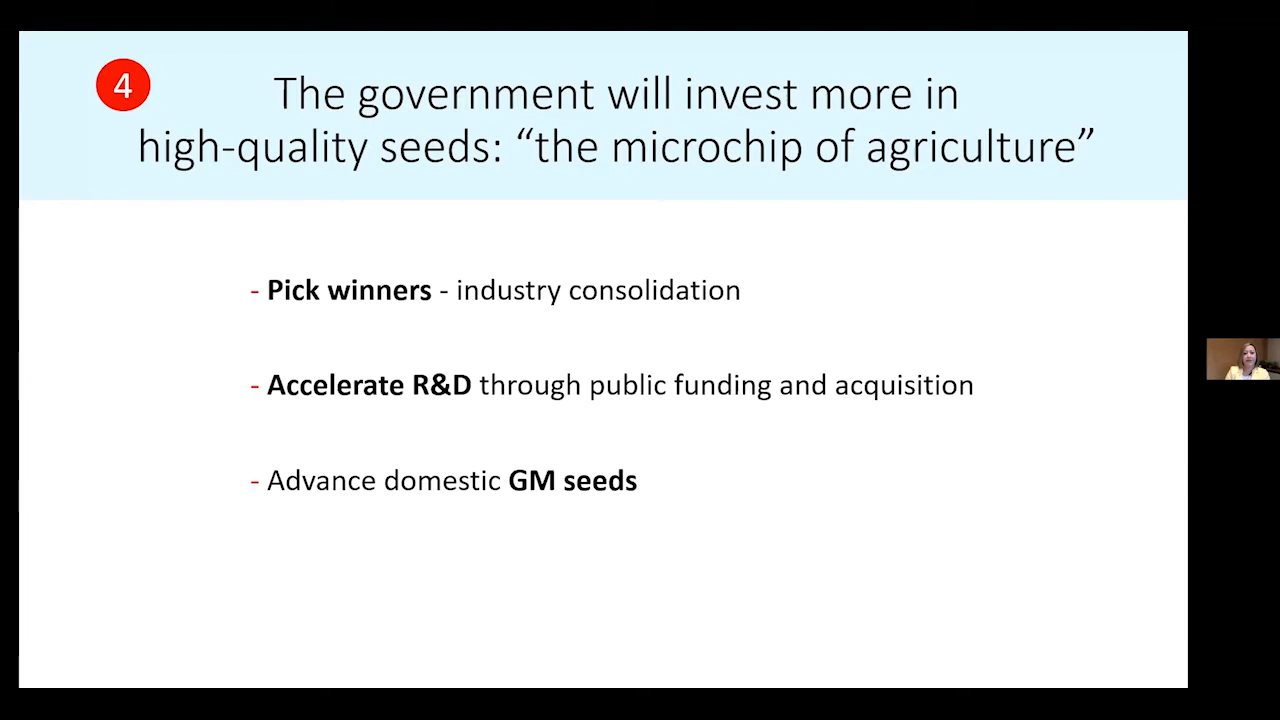 4
The government will invest more in
high-quality seeds: “the microchip of agriculture”
- Pick winners - industry consolidation
- Accelerate R&D through public funding and acquisition
- Advance domestic GM seeds